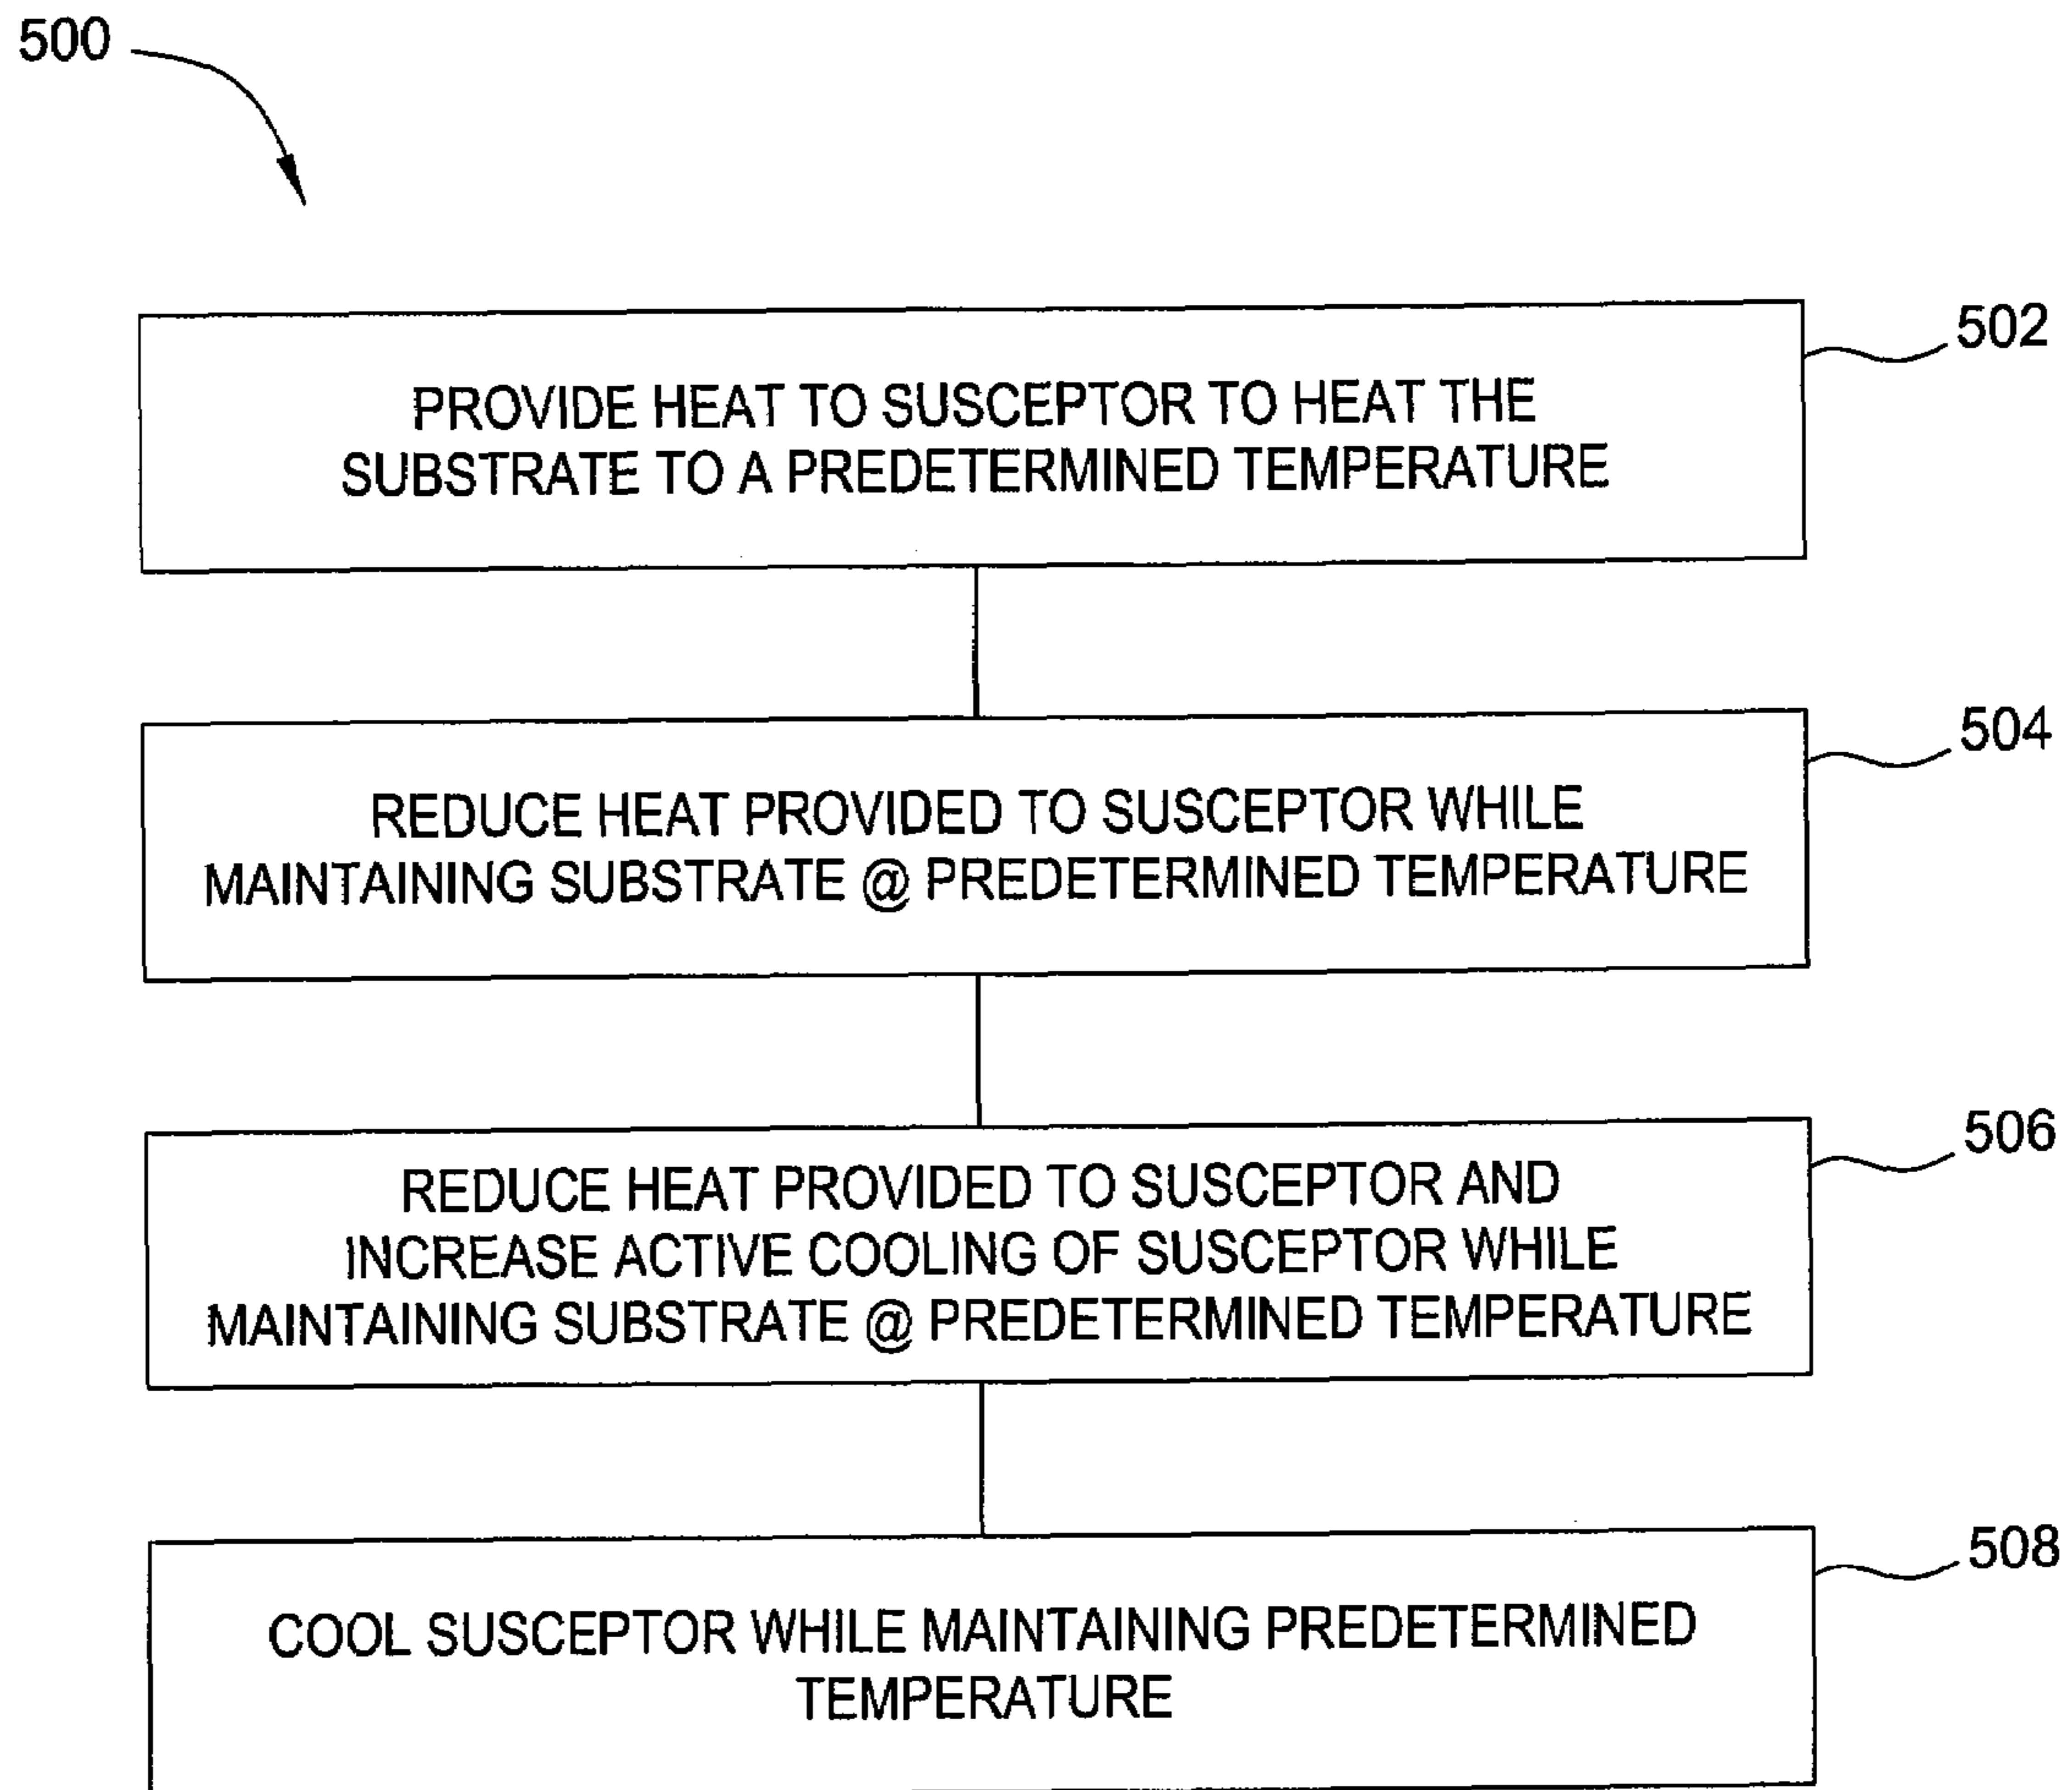 500
502
PROVIDE HEAT TO SUSCEPTOR TO HEAT THE
SUBSTRATE TO A PREDETERMINED TEMPERATURE
504
REDUCE HEAT PROVIDED TO SUSCEPTOR WHILE
MAINTAINING SUBSTRATE @ PREDETERMINED TEMPERATURE
506
REDUCE HEAT PROVIDED TO SUSCEPTOR AND
INCREASE ACTIVE COOLING OF SUSCEPTOR WHILE
MAINTAINING SUBSTRATE @ PREDETERMINED TEMPERATURE
508
COOL SUSCEPTOR WHILE MAINTAINING PREDETERMINED
TEMPERATURE